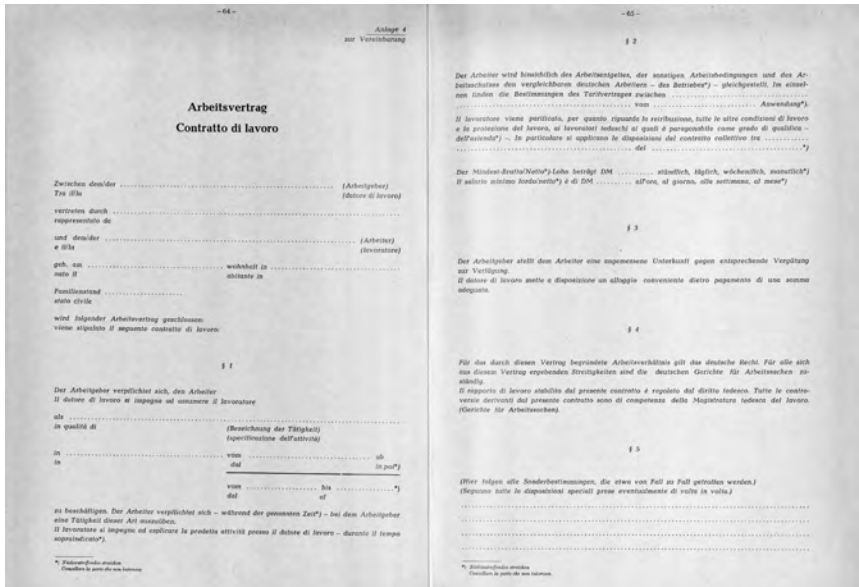 – 64 –
Anlage 4
zur Vereinbarung
Arbeitsvertrag
Contratto di lavoro
Zwischen dem/der ........................ (Arbeitgeber)
Tra il/la (datore di lavoro)
vertreten durch ........................
rappresentato da
und dem/der ........................ (Arbeiter)
e il/la (lavoratore)
geb. am ........................ wohnhaft in ........................
nato il abitante in
Familienstand ....................
stato civile
wird folgender Arbeitsvertrag geschlossen:
viene stipulato il seguente contratto di lavoro:
§ 1
Der Arbeitgeber verpflichtet sich, den Arbeiter
Il datore di lavoro si impegna ad assumere il lavoratore
als ........................
in qualità di (Bezeichnung der Tätigkeit)
(specificazione dell'attività)
in ........................ vom ........................ ab
in dal in poi*)
vom .................... bis ................*)
dal al
zu beschäftigen. Der Arbeiter verpflichtet sich – während der genannten Zeit*) – bei dem Arbeitgeber
eine Tätigkeit dieser Art auszuüben.
Il lavoratore si impegna ad esplicare la predetta attività presso il datore di lavoro – durante il tempo
sopraindicato*).
*) Nichtzutreffendes streichen
Cancellare la parte che non interessa
– 65 –
§ 2
Der Arbeiter wird hinsichtlich des Arbeitsentgeltes, der sonstigen Arbeitsbedingungen und des Ar-
beitsschutzes den vergleichbaren deutschen Arbeitern – des Betriebes*) – gleichgestellt. Im einzel-
nen finden die Bestimmungen des Tarifvertrages zwischen ........................
........................ vom ........................ Anwendung*).
Il lavoratore viene parificato, per quanto riguarda la retribuzione, tutte le altre condizioni di lavoro
e la protezione del lavoro, ai lavoratori tedeschi ai quali è paragonabile come grado di qualifica –
dell'azienda*) –. In particolare si applicano le disposizioni del contratto collettivo tra ..........
........................ del ........................*)
Der Mindest-Brutto/Netto*)-Lohn beträgt DM .......... stündlich, täglich, wöchentlich, monatlich*)
Il salario minimo lordo/netto*) è di DM .......... all'ora, al giorno, alla settimana, al mese*)
§ 3
Der Arbeitgeber stellt dem Arbeiter eine angemessene Unterkunft gegen entsprechende Vergütung
zur Verfügung.
Il datore di lavoro mette a disposizione un alloggio conveniente dietro pagamento di una somma
adeguata.
§ 4
Für das durch diesen Vertrag begründete Arbeitsverhältnis gilt das deutsche Recht. Für alle sich
aus diesem Vertrag ergebenden Streitigkeiten sind die deutschen Gerichte für Arbeitssachen zu-
ständig.
Il rapporto di lavoro stabilito dal presente contratto è regolato dal diritto tedesco. Tutte le contro-
versie derivanti dal presente contratto sono di competenza della Magistratura tedesca del lavoro.
(Gerichte für Arbeitssachen).
§ 5
(Hier folgen alle Sonderbestimmungen, die etwa von Fall zu Fall getroffen werden.)
(Seguono tutte le disposizioni speciali prese eventualmente di volta in volta.)
........................
........................
........................
........................
*) Nichtzutreffendes streichen
Cancellare la parte che non interessa